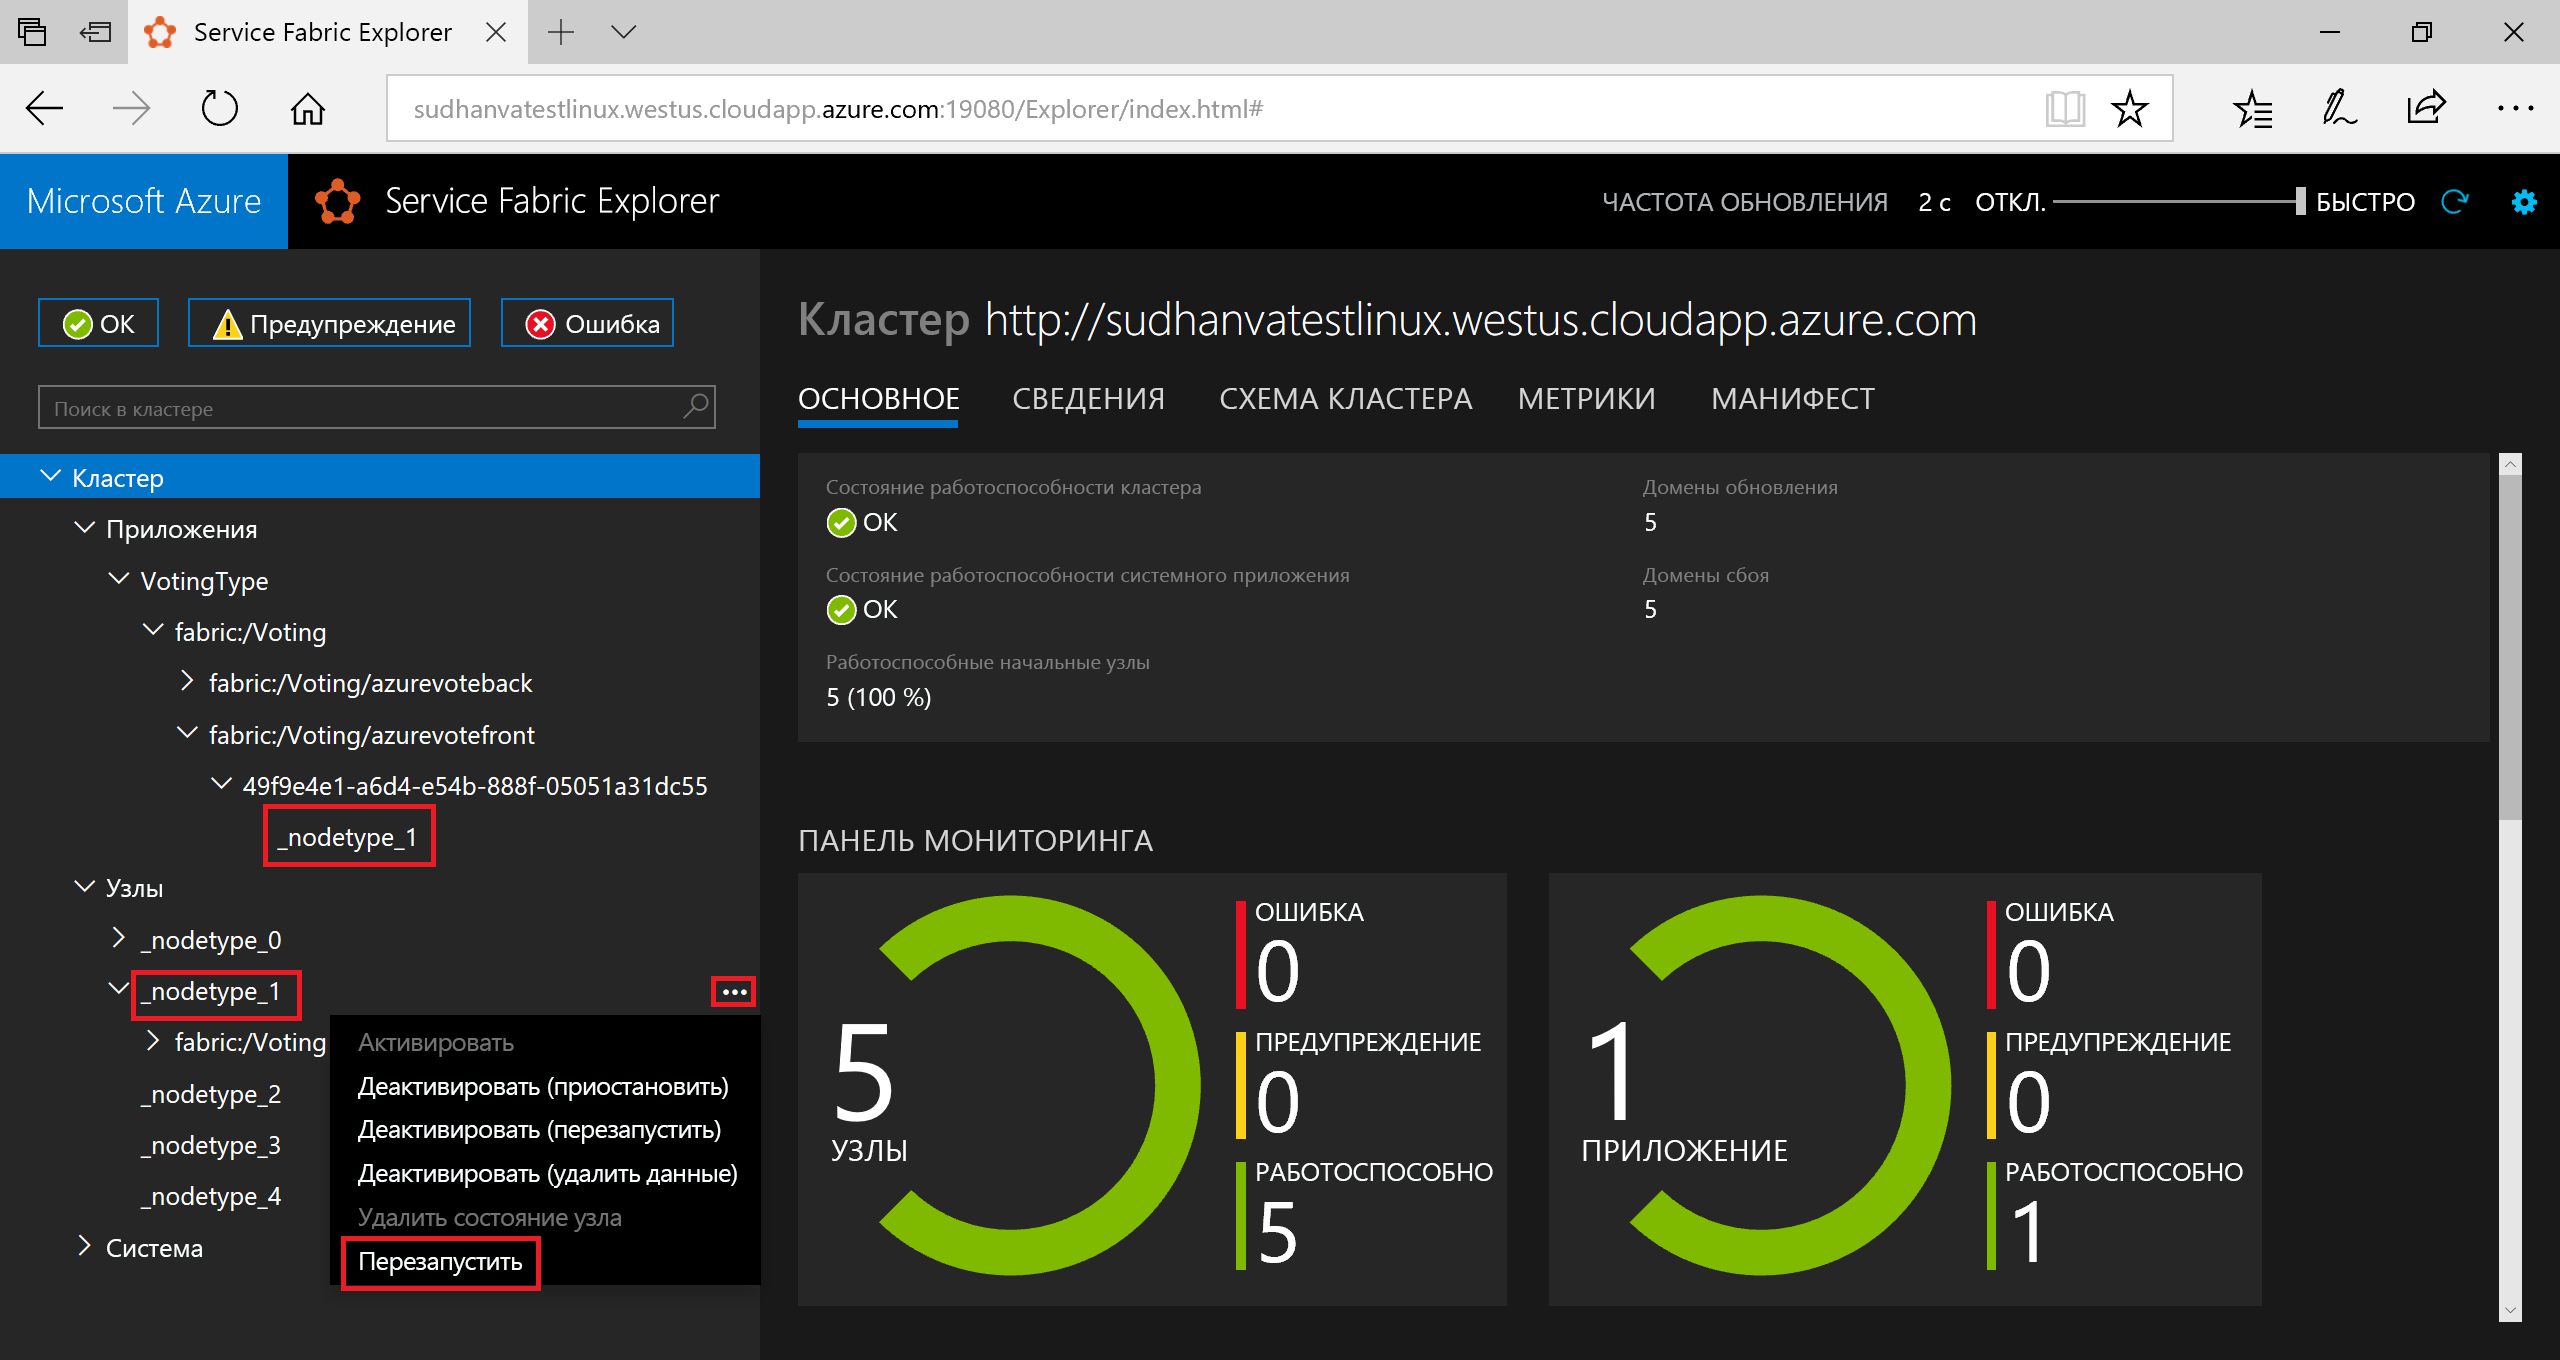 Service Fabric Explorer
sudhanvatestlinux.westus.cloudapp.azure.com:19080/Explorer/index.html#
Microsoft Azure
Service Fabric Explorer
ЧАСТОТА ОБНОВЛЕНИЯ 2 с ОТКЛ. БЫСТРО
ОК
Предупреждение
Ошибка
Поиск в кластере
Кластер
Приложения
VotingType
fabric:/Voting
fabric:/Voting/azurevoteback
fabric:/Voting/azurevotefront
49f9e4e1-a6d4-e54b-888f-05051a31dc55
_nodetype_1
Узлы
_nodetype_0
_nodetype_1
fabric:/Voting
_nodetype_2
_nodetype_3
_nodetype_4
Система
Активировать
Деактивировать (приостановить)
Деактивировать (перезапустить)
Деактивировать (удалить данные)
Удалить состояние узла
Перезапустить
Кластер http://sudhanvatestlinux.westus.cloudapp.azure.com
ОСНОВНОЕ СВЕДЕНИЯ СХЕМА КЛАСТЕРА МЕТРИКИ МАНИФЕСТ
Состояние работоспособности кластера
ОК
Домены обновления
5
Состояние работоспособности системного приложения
ОК
Домены сбоя
5
Работоспособные начальные узлы
5 (100 %)
ПАНЕЛЬ МОНИТОРИНГА
5
УЗЛЫ
ОШИБКА
0
ПРЕДУПРЕЖДЕНИЕ
0
РАБОТОСПОСОБНО
5
1
ПРИЛОЖЕНИЕ
ОШИБКА
0
ПРЕДУПРЕЖДЕНИЕ
0
РАБОТОСПОСОБНО
1